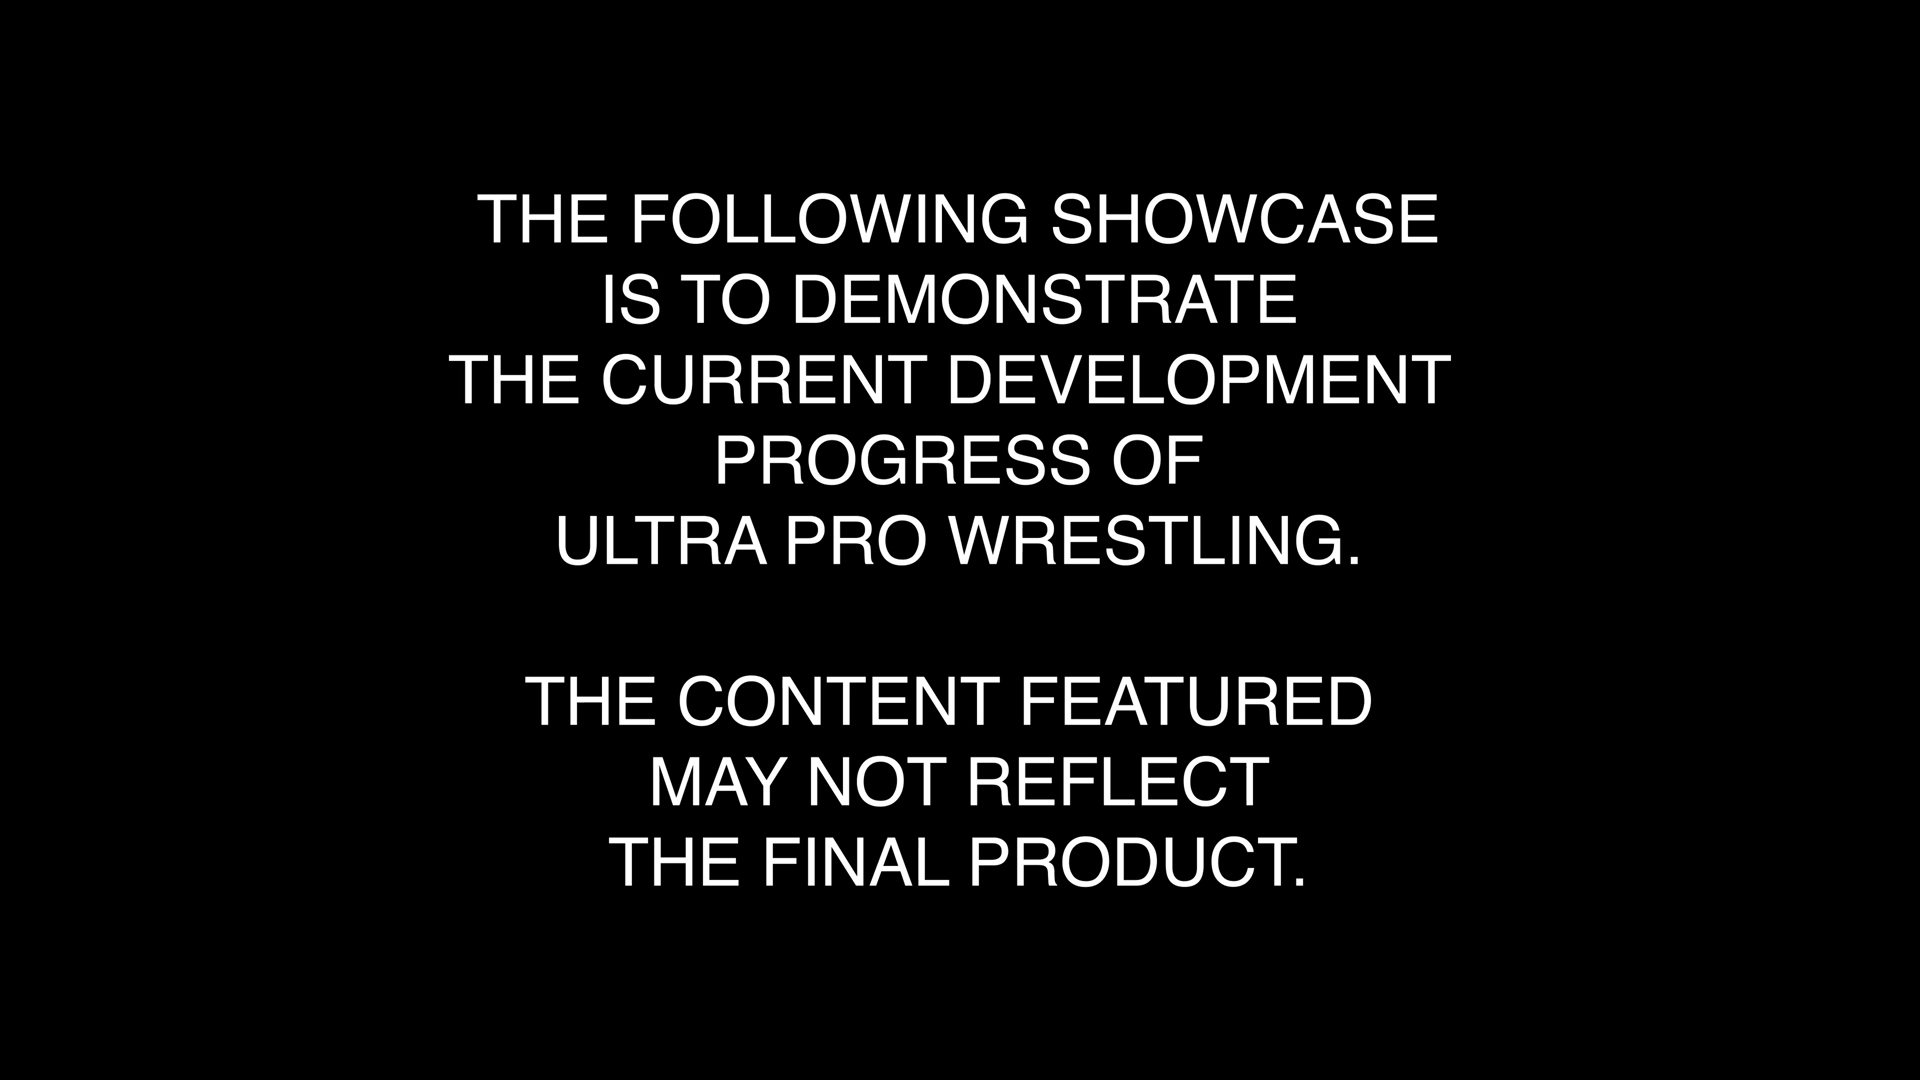 THE FOLLOWING SHOWCASE
IS TO DEMONSTRATE
THE CURRENT DEVELOPMENT
PROGRESS OF
ULTRA PRO WRESTLING.
THE CONTENT FEATURED
MAY NOT REFLECT
THE FINAL PRODUCT.